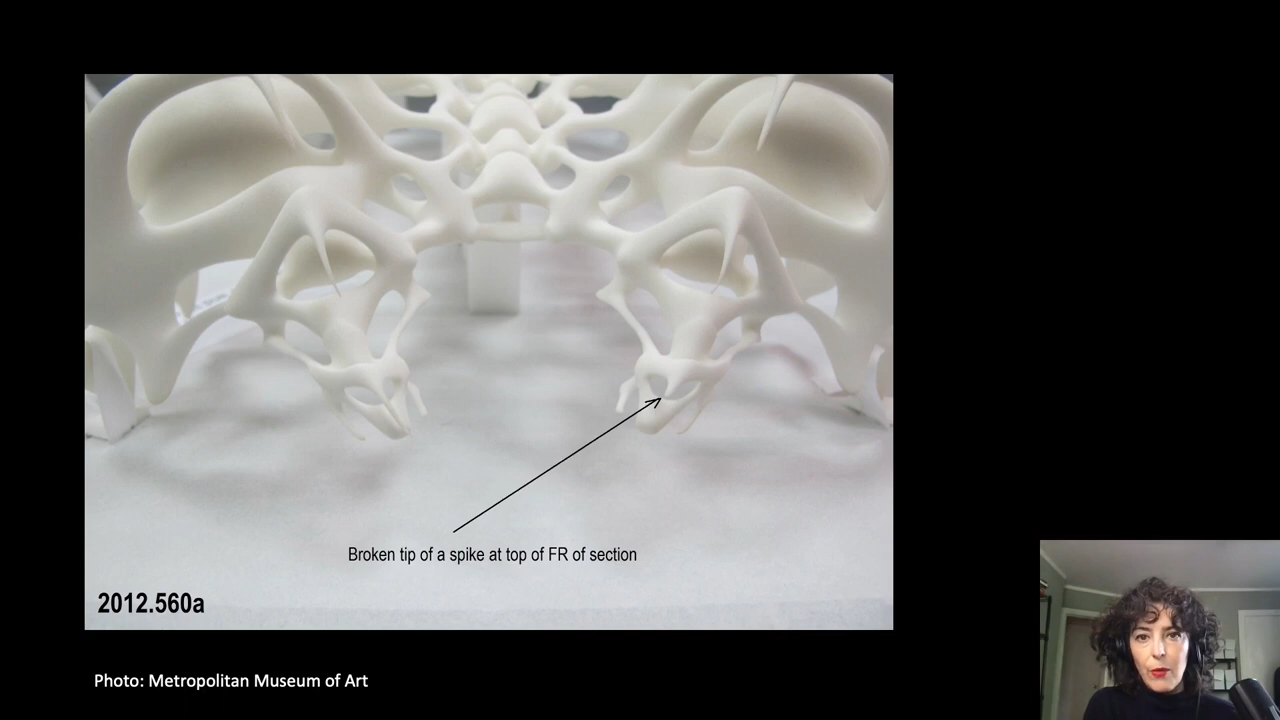 Broken tip of a spike at top of FR of section
2012.560a
Photo: Metropolitan Museum of Art